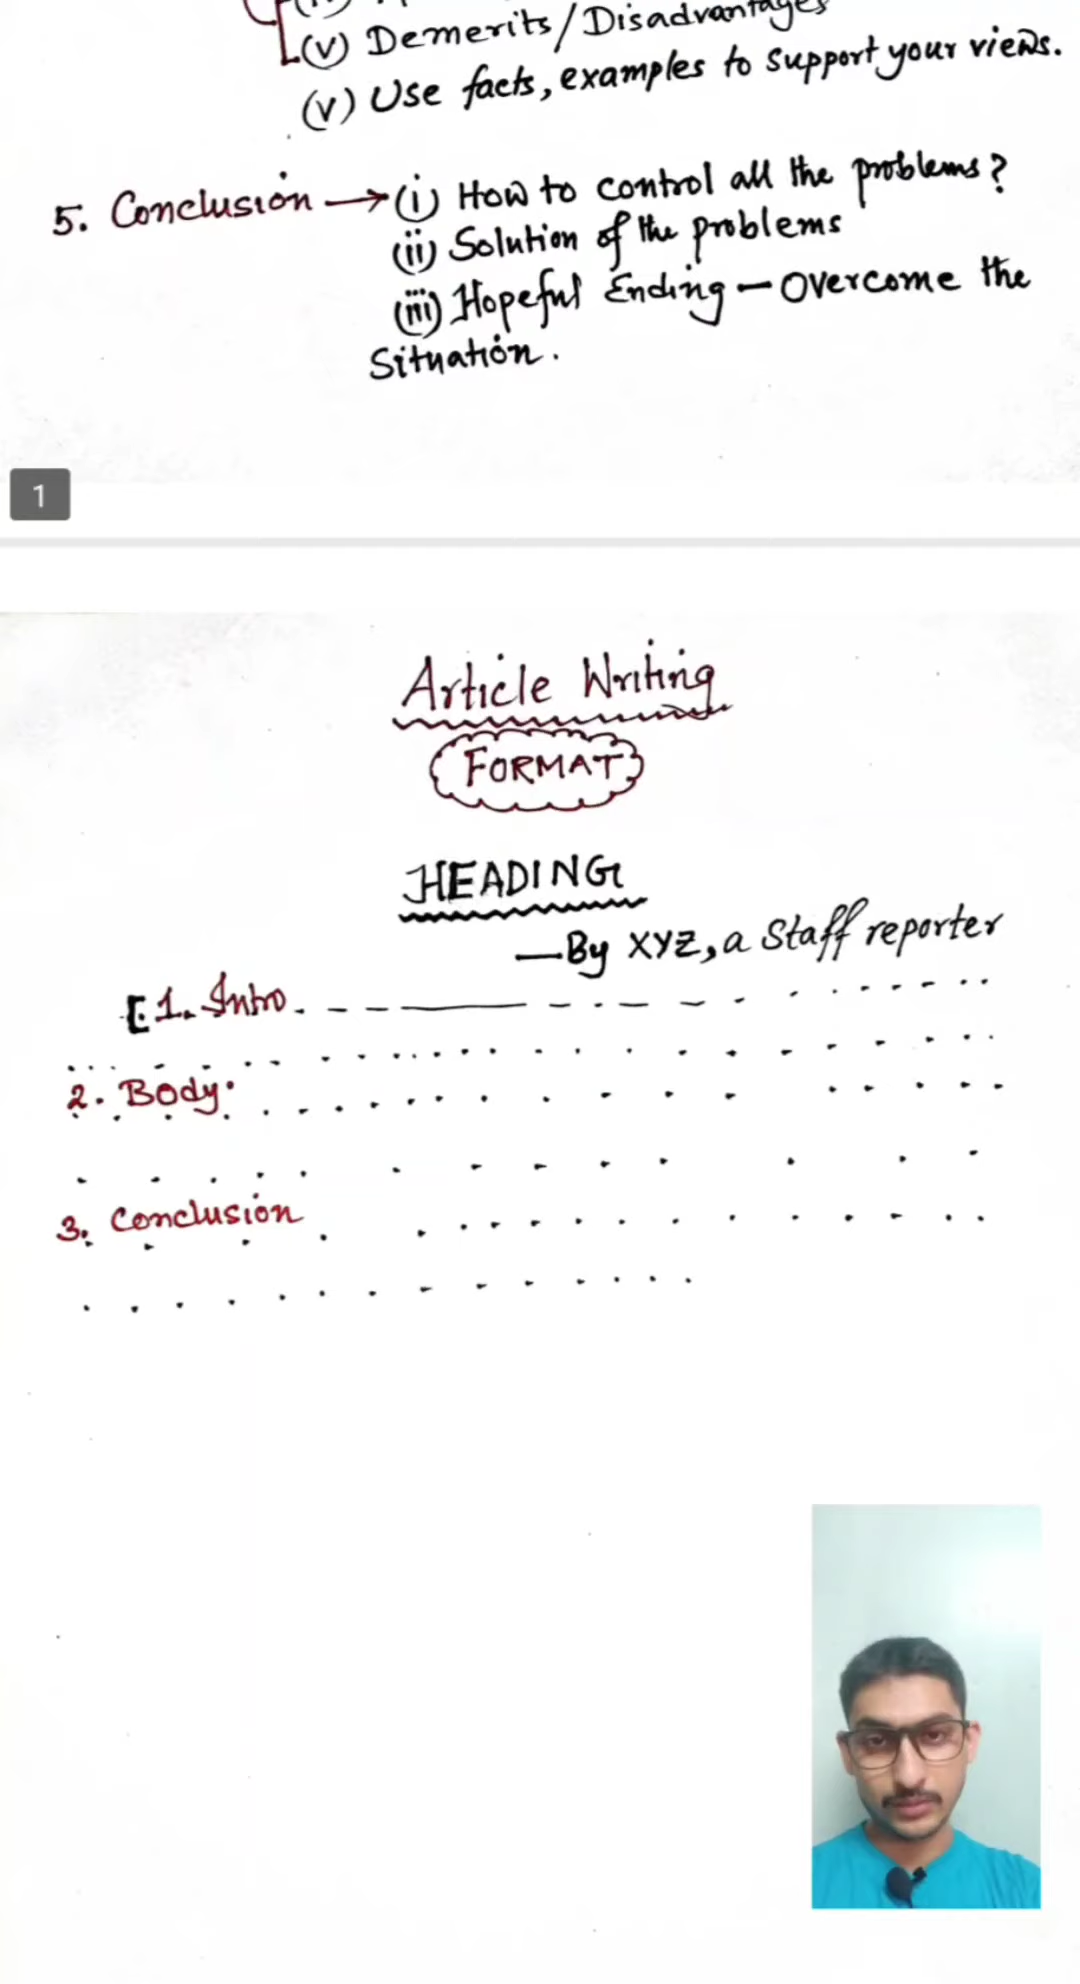 (v) Demerits/Disadvantages
(v) Use facts, examples to support your views.
5. Conclusion → (i) How to control all the problems?
(ii) Solution of the problems
(iii) Hopeful Ending – Overcome the
Situation.
1
Article Writing
FORMAT
HEADING
—By XYZ, a Staff reporter
[1. Intro.
2. Body.
3. Conclusion